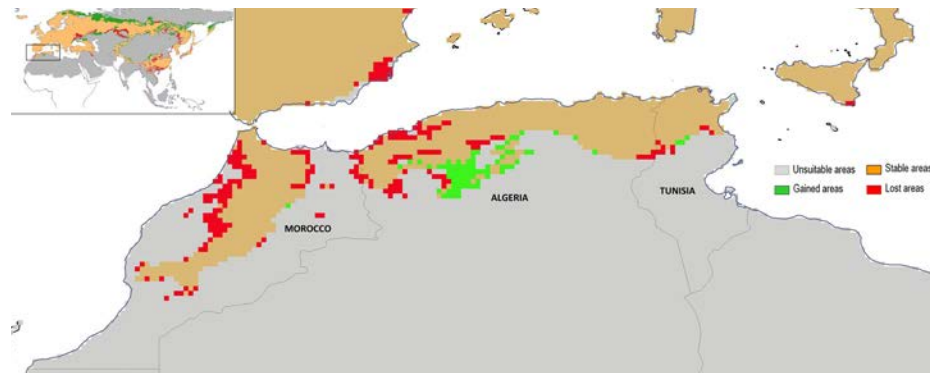 Unsuitable areas
Stable areas
Gained areas
Lost areas
TUNISIA
ALGERIA
MOROCCO